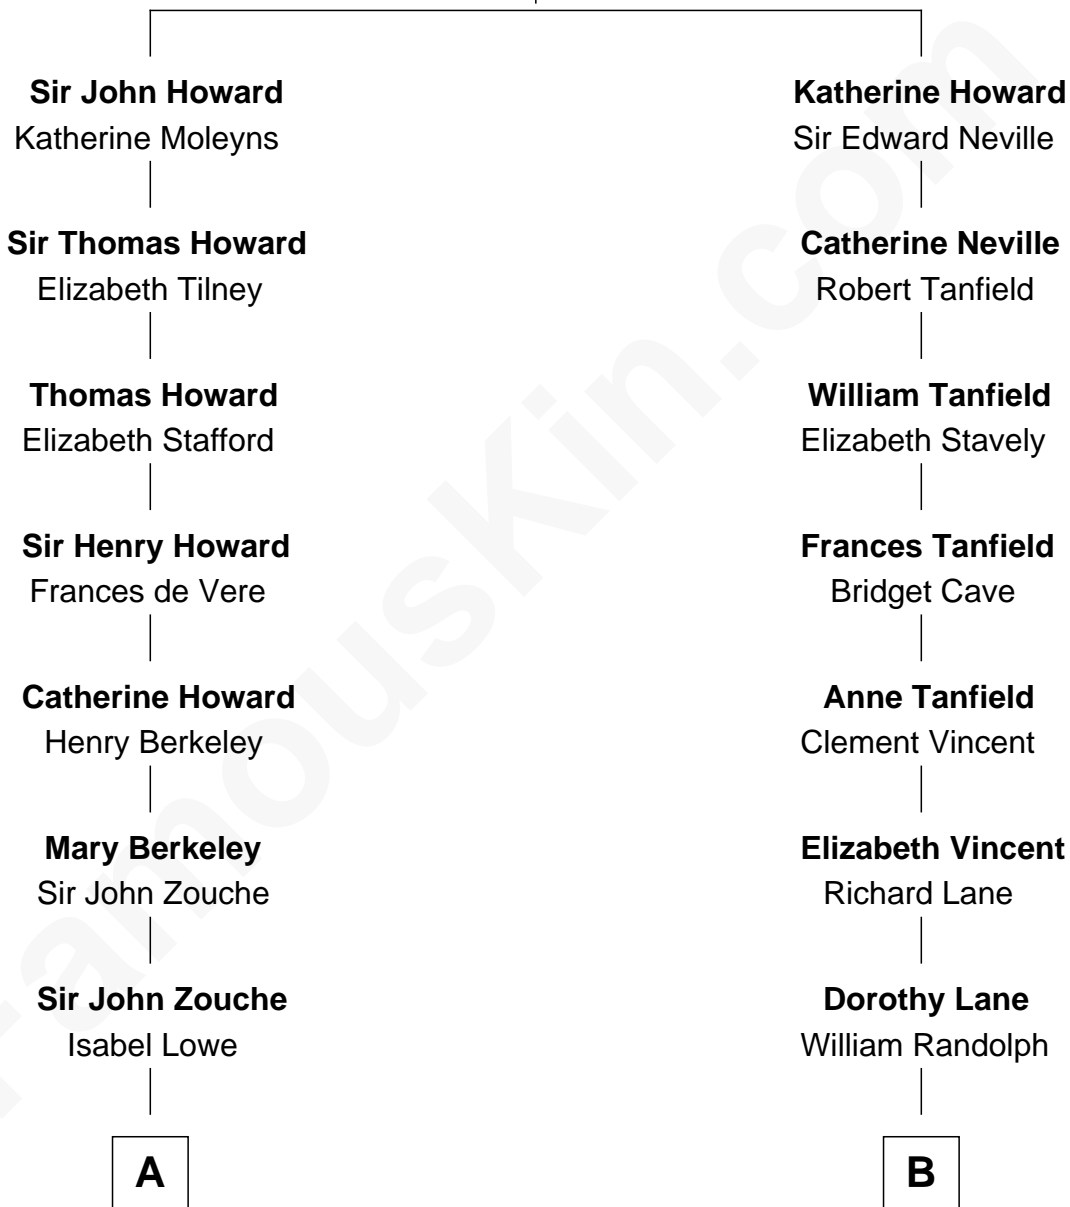 Sir John Howard
Katherine Moleyns
Sir Thomas Howard
Elizabeth Tilney
Thomas Howard
Elizabeth Stafford
Sir Henry Howard
Frances de Vere
Catherine Howard
Henry Berkeley
Mary Berkeley
Sir John Zouche
Sir John Zouche
Isabel Lowe
A
Katherine Howard
Sir Edward Neville
Catherine Neville
Robert Tanfield
William Tanfield
Elizabeth Stavely
Frances Tanfield
Bridget Cave
Anne Tanfield
Clement Vincent
Elizabeth Vincent
Richard Lane
Dorothy Lane
William Randolph
B
FamousKin.com